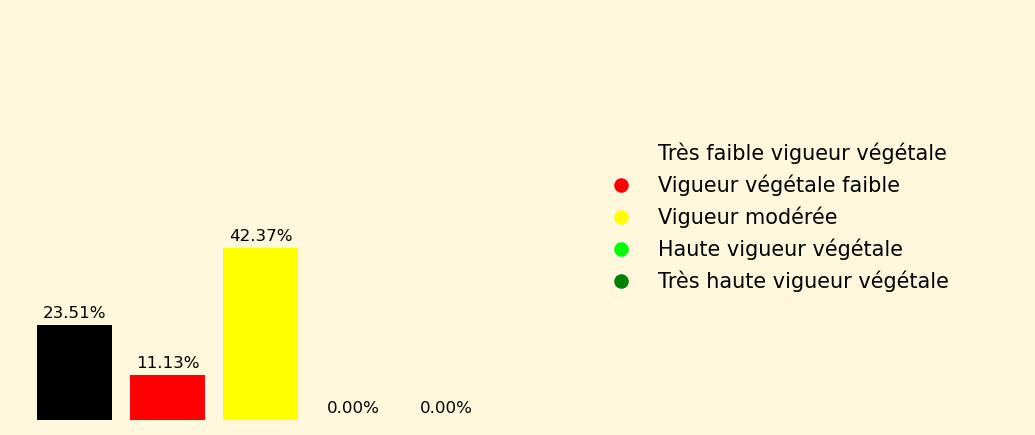 42.37%
23.51%
11.13%
0.00%
0.00%
Très faible vigueur végétale
Vigueur végétale faible
Vigueur modérée
Haute vigueur végétale
Très haute vigueur végétale